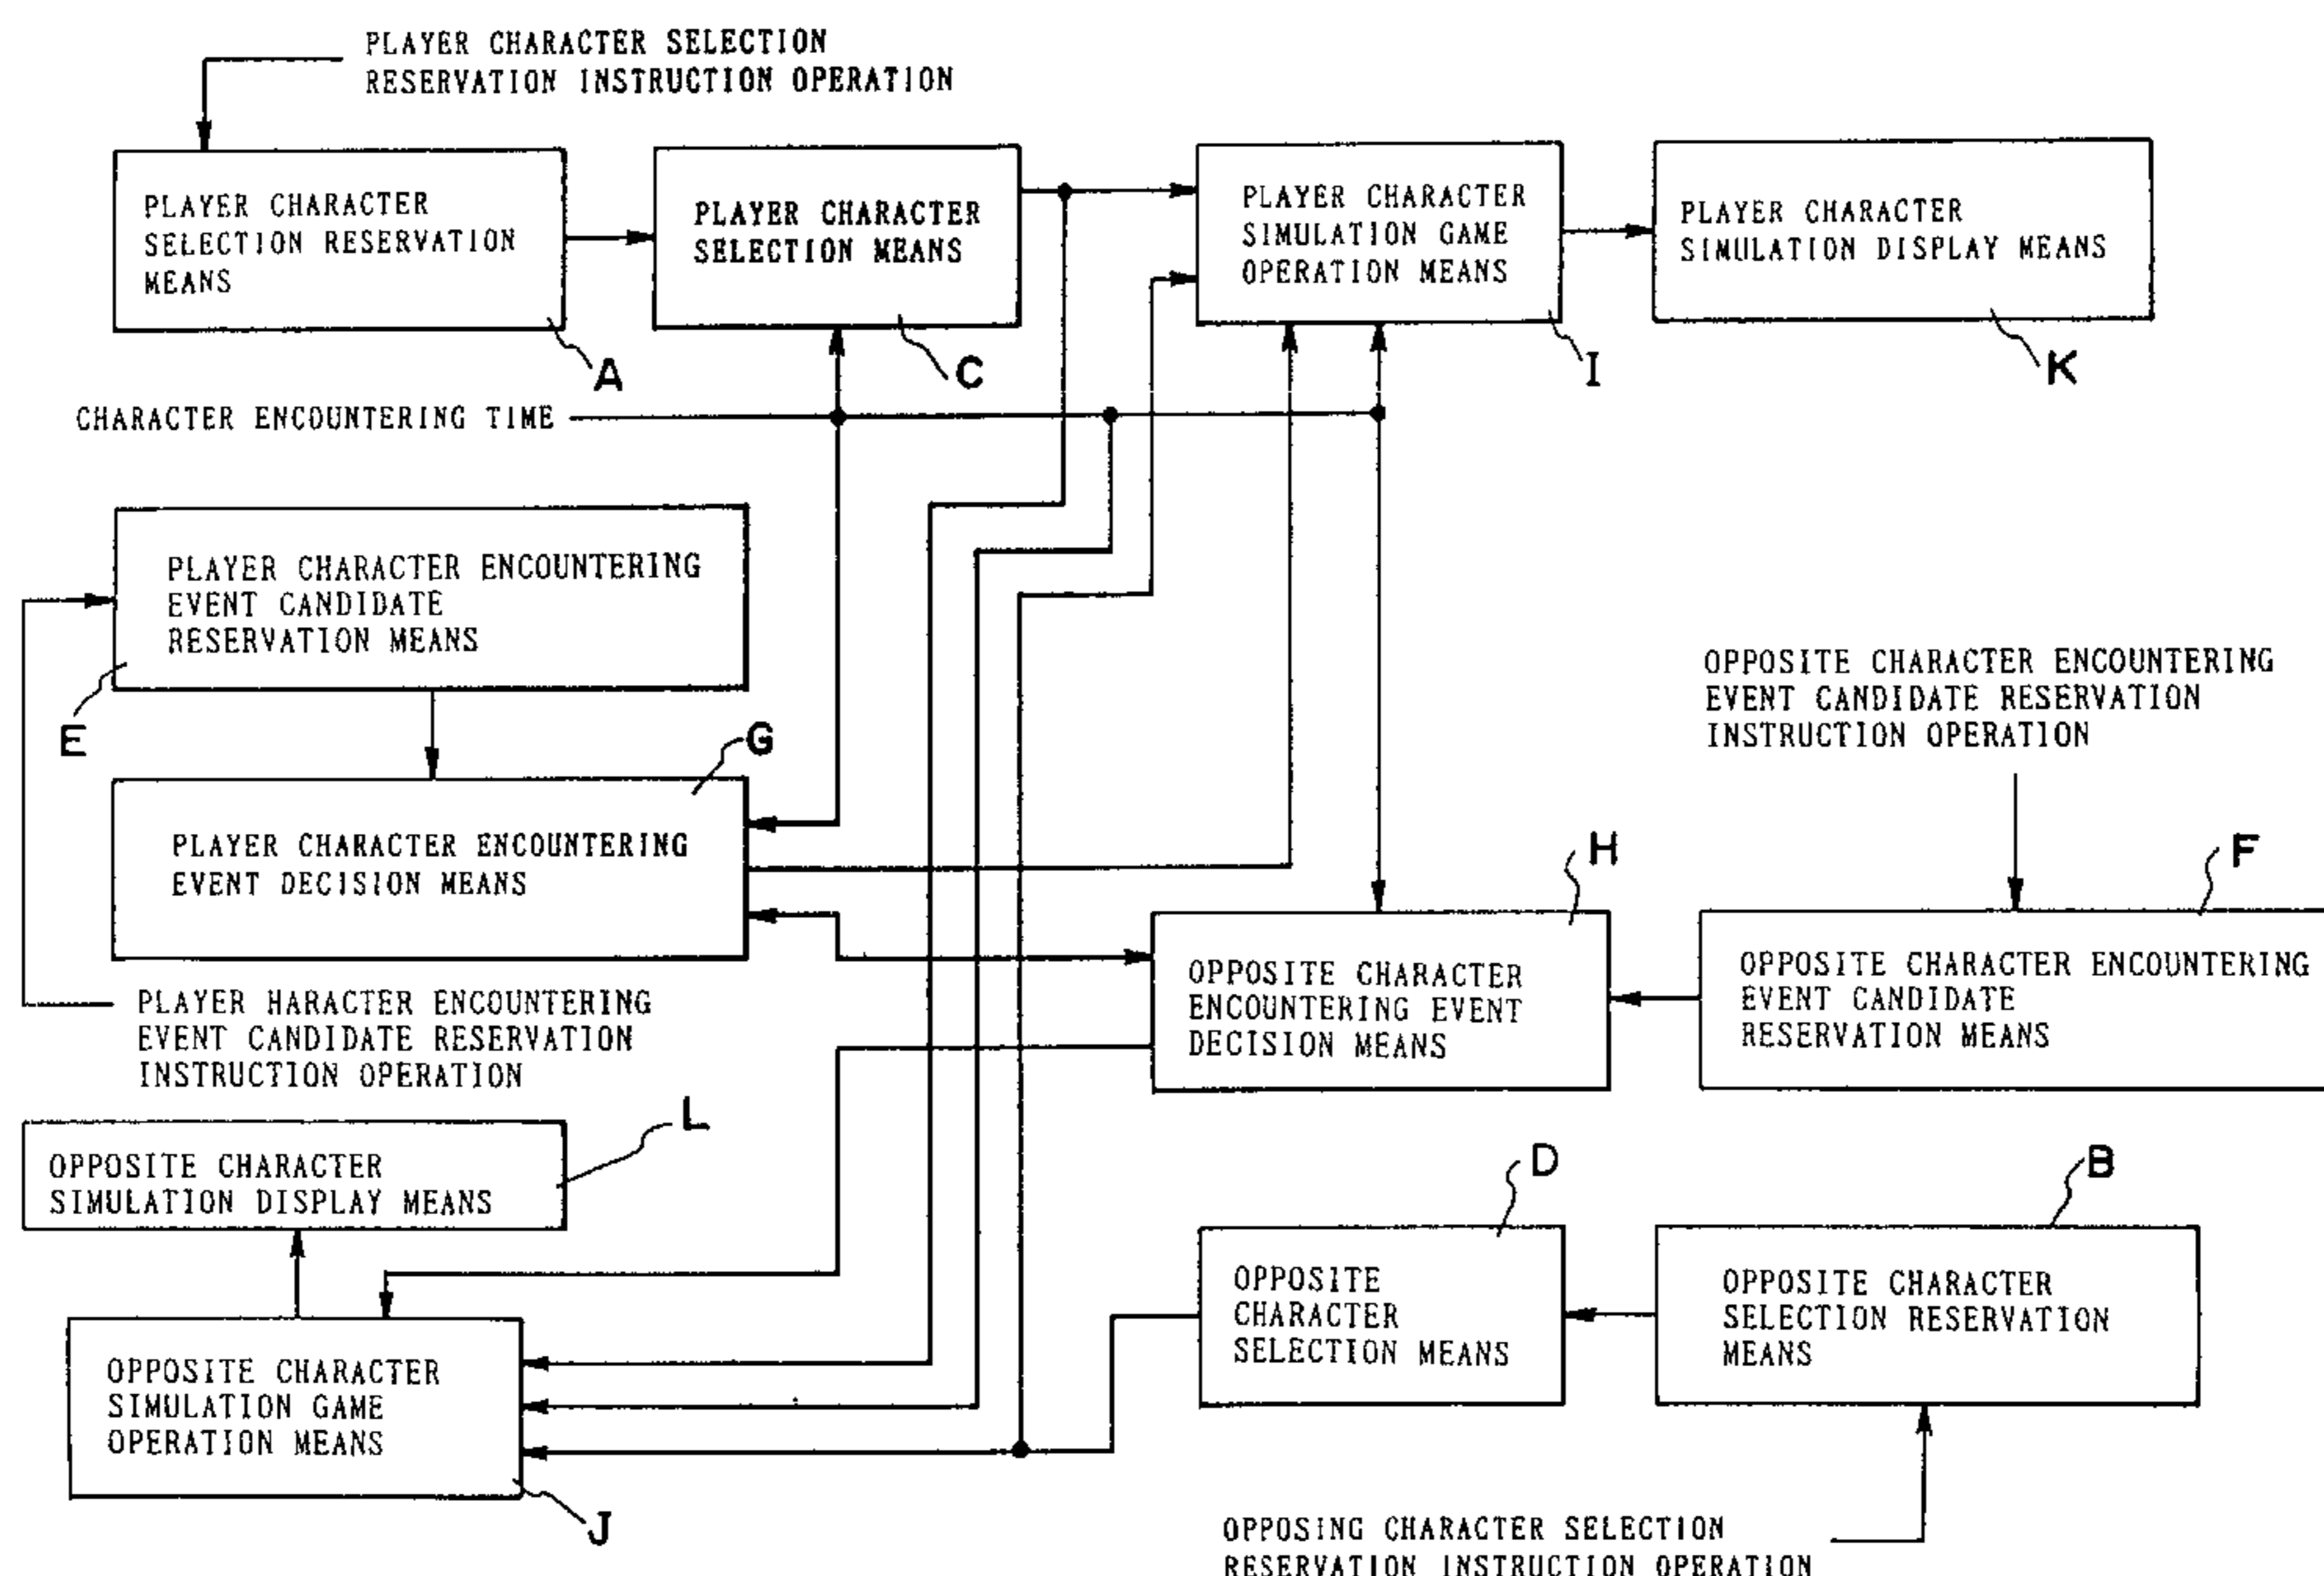 PLAYER CHARACTER SELECTION
RESERVATION INSTRUCTION OPERATION
PLAYER CHARACTER
SELECTION RESERVATION
MEANS
A
PLAYER CHARACTER
SELECTION MEANS
C
PLAYER CHARACTER
SIMULATION GAME
OPERATION MEANS
I
PLAYER CHARACTER
SIMULATION DISPLAY MEANS
K
CHARACTER ENCOUNTERING TIME
PLAYER CHARACTER ENCOUNTERING
EVENT CANDIDATE
RESERVATION MEANS
E
G
PLAYER CHARACTER ENCOUNTERING
EVENT DECISION MEANS
OPPOSITE CHARACTER ENCOUNTERING
EVENT CANDIDATE RESERVATION
INSTRUCTION OPERATION
H
F
OPPOSITE CHARACTER
ENCOUNTERING EVENT
DECISION MEANS
OPPOSITE CHARACTER ENCOUNTERING
EVENT CANDIDATE
RESERVATION MEANS
PLAYER HARACTER ENCOUNTERING
EVENT CANDIDATE RESERVATION
INSTRUCTION OPERATION
L
OPPOSITE CHARACTER
SIMULATION DISPLAY MEANS
D
B
OPPOSITE
CHARACTER
SELECTION MEANS
OPPOSITE CHARACTER
SELECTION RESERVATION
MEANS
OPPOSITE CHARACTER
SIMULATION GAME
OPERATION MEANS
J
OPPOSING CHARACTER SELECTION
RESERVATION INSTRUCTION OPERATION